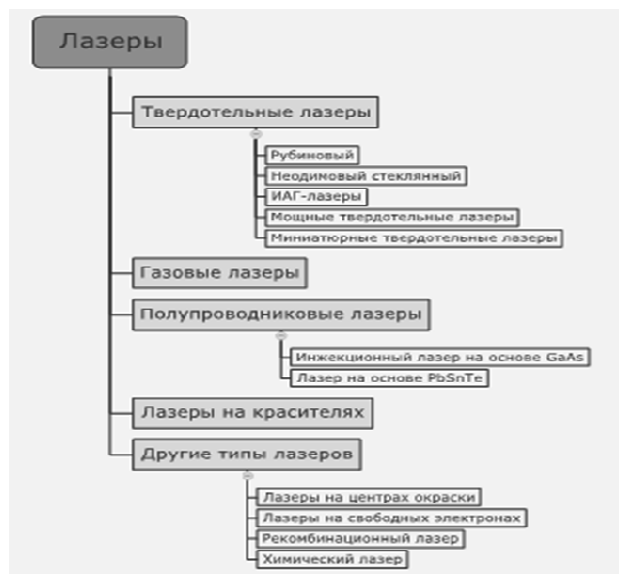 Лазеры
Твердотельные лазеры
Рубиновый
Неодимовый стеклянный
ИАГ-лазеры
Мощные твердотельные лазеры
Миниатюрные твердотельные лазеры
Газовые лазеры
Полупроводниковые лазеры
Инжекционный лазер на основе GaAs
Лазер на основе PbSnTe
Лазеры на красителях
Другие типы лазеров
Лазеры на центрах окраски
Лазеры на свободных электронах
Рекомбинационный лазер
Химический лазер